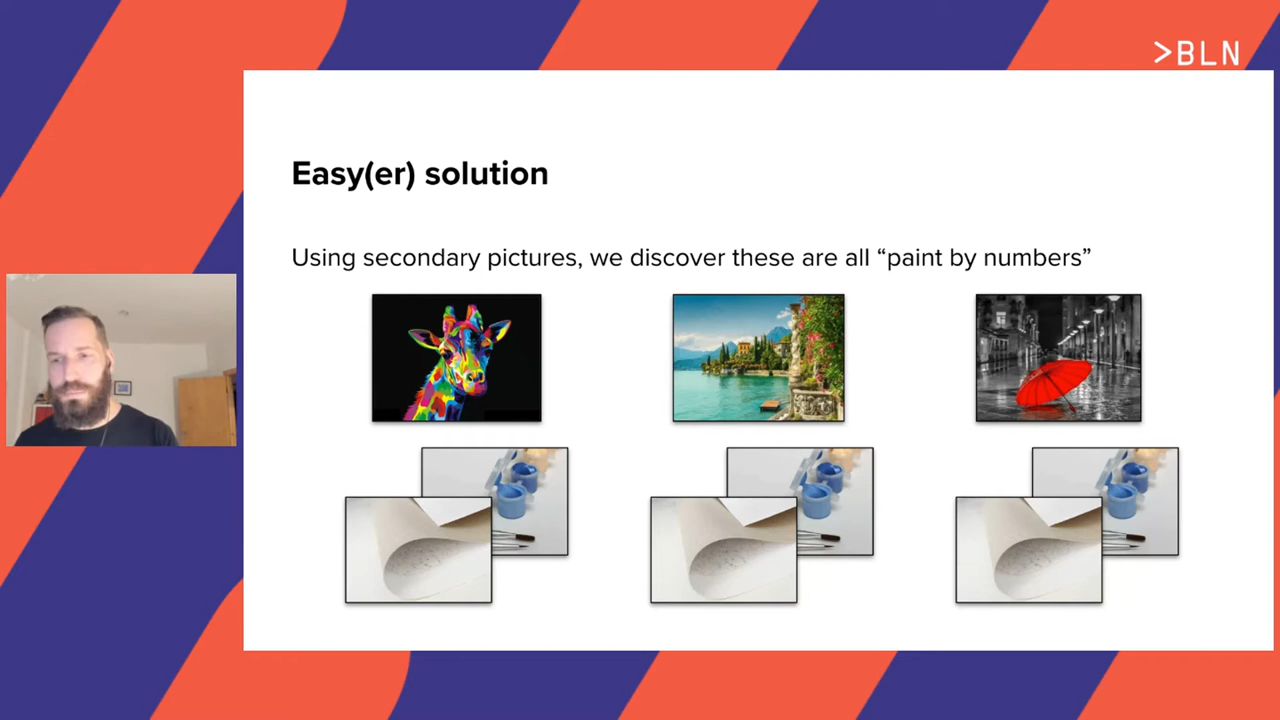 >BLN
Easy(er) solution
Using secondary pictures, we discover these are all “paint by numbers”